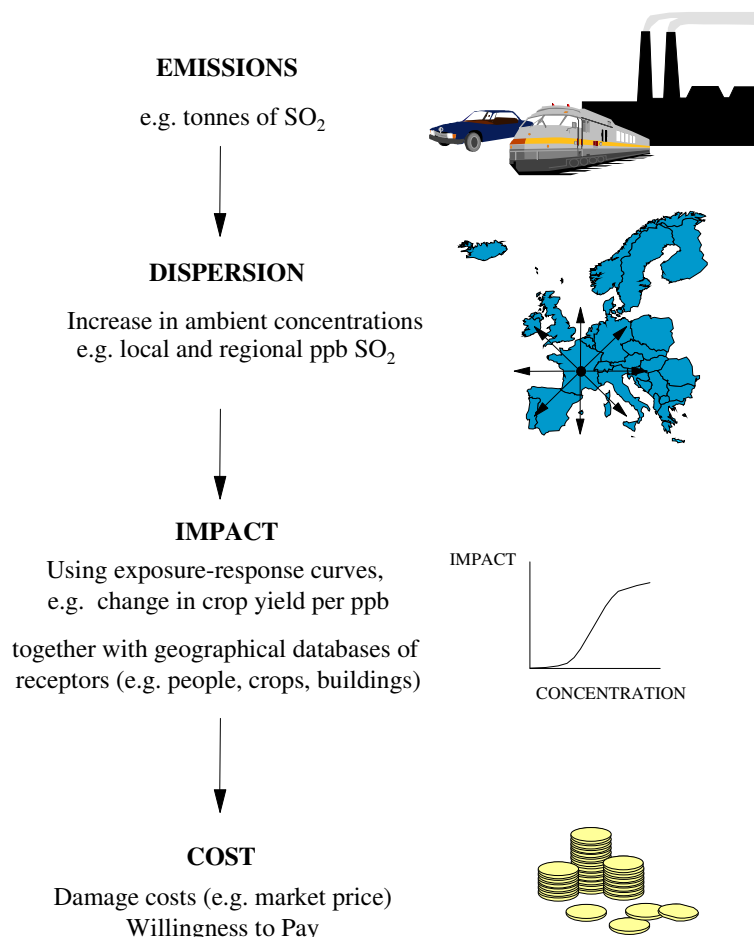 EMISSIONS
e.g. tonnes of SO₂
DISPERSION
Increase in ambient concentrations
e.g. local and regional ppb SO₂
IMPACT
Using exposure-response curves,
e.g. change in crop yield per ppb
together with geographical databases of
receptors (e.g. people, crops, buildings)
IMPACT
CONCENTRATION
COST
Damage costs (e.g. market price)
Willingness to Pay